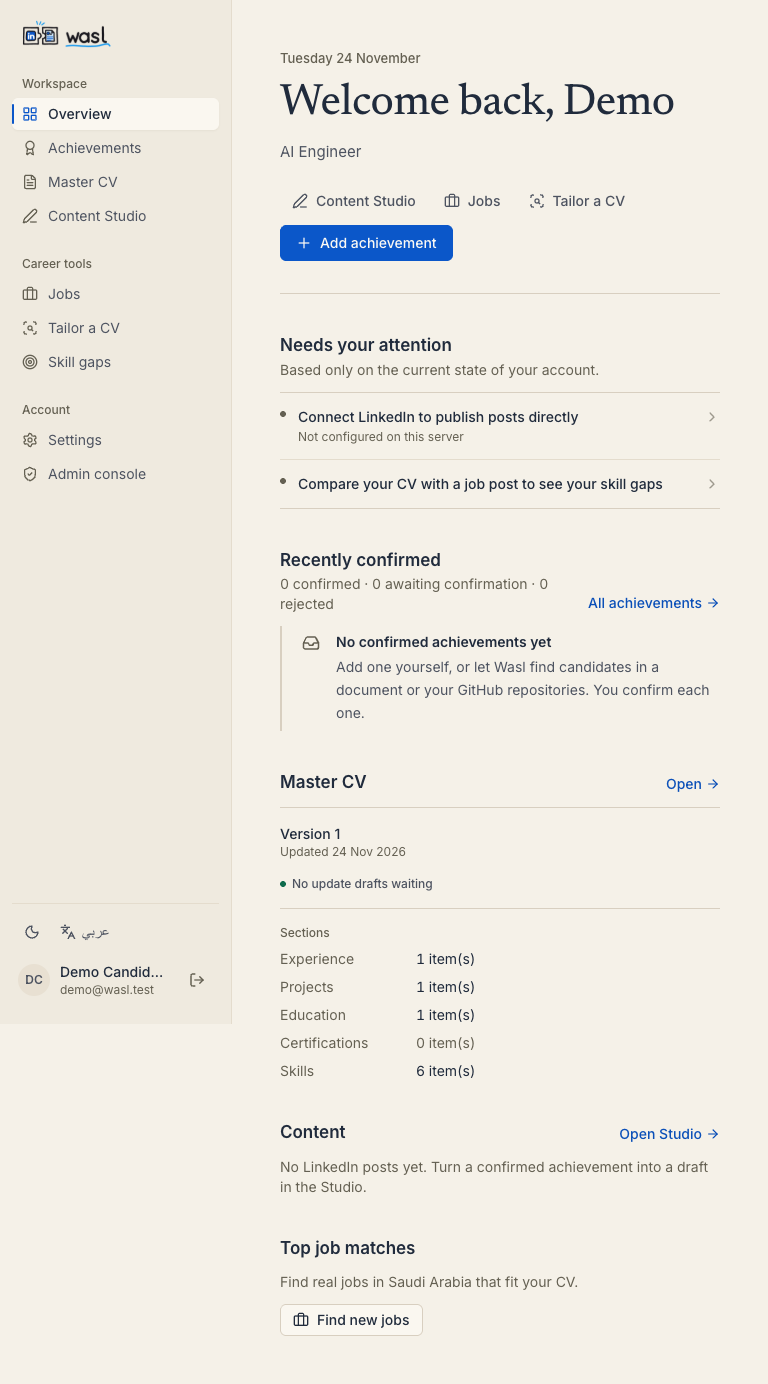 in wasl
Workspace
Overview
Achievements
Master CV
Content Studio
Career tools
Jobs
Tailor a CV
Skill gaps
Account
Settings
Admin console
عربي
DC
Demo Candid...
demo@wasl.test
Tuesday 24 November
Welcome back, Demo
AI Engineer
Content Studio
Jobs
Tailor a CV
Add achievement
Needs your attention
Based only on the current state of your account.
Connect LinkedIn to publish posts directly
Not configured on this server
Compare your CV with a job post to see your skill gaps
Recently confirmed
0 confirmed · 0 awaiting confirmation · 0
rejected
All achievements →
No confirmed achievements yet
Add one yourself, or let Wasl find candidates in a
document or your GitHub repositories. You confirm each
one.
Master CV
Open →
Version 1
Updated 24 Nov 2026
No update drafts waiting
Sections
Experience 1 item(s)
Projects 1 item(s)
Education 1 item(s)
Certifications 0 item(s)
Skills 6 item(s)
Content
Open Studio →
No LinkedIn posts yet. Turn a confirmed achievement into a draft
in the Studio.
Top job matches
Find real jobs in Saudi Arabia that fit your CV.
Find new jobs